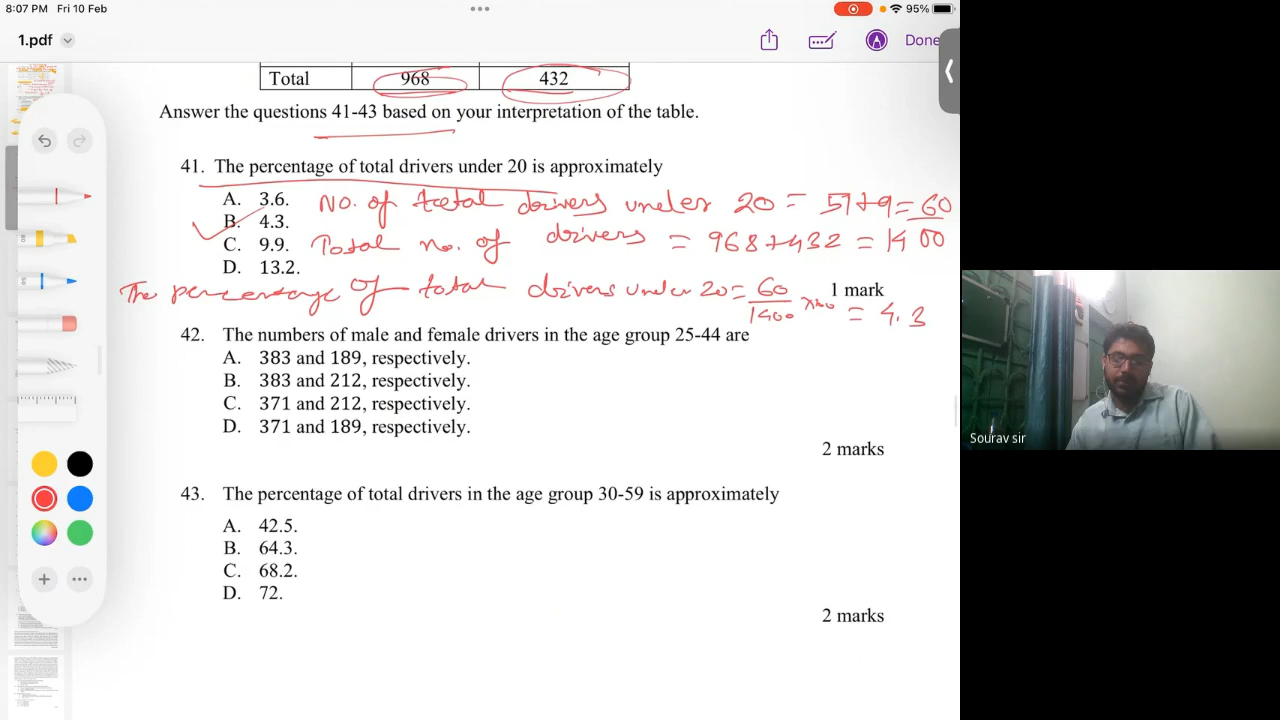 8:07 PM Fri 10 Feb
95%
1.pdf
Done
Total 968 432
Answer the questions 41-43 based on your interpretation of the table.
41. The percentage of total drivers under 20 is approximately
A. 3.6.
B. 4.3.
C. 9.9.
D. 13.2.
No. of total drivers under 20 = 51+9=60
Total no. of drivers = 968+432 = 1400
The percentage of total drivers under 20 = 60/1400 ×100 = 4.3
1 mark
42. The numbers of male and female drivers in the age group 25-44 are
A. 383 and 189, respectively.
B. 383 and 212, respectively.
C. 371 and 212, respectively.
D. 371 and 189, respectively.
2 marks
43. The percentage of total drivers in the age group 30-59 is approximately
A. 42.5.
B. 64.3.
C. 68.2.
D. 72.
2 marks
Sourav sir